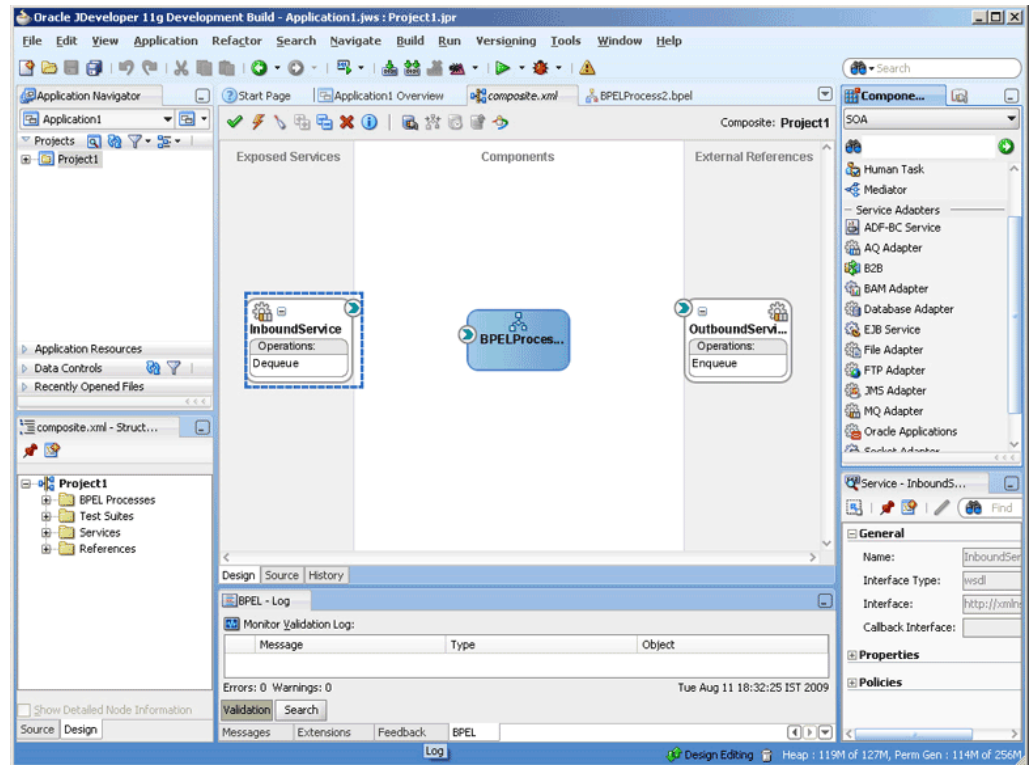 Oracle JDeveloper 11g Development Build - Application1.jws : Project1.jpr
File Edit View Application Refactor Search Navigate Build Run Versioning Tools Window Help
Search
Application Navigator
Application1
Projects
Project1
Application Resources
Data Controls
Recently Opened Files
composite.xml - Struct...
Project1
BPEL Processes
Test Suites
Services
References
Show Detailed Node Information
Source Design
Start Page Application1 Overview composite.xml BPELProcess2.bpel
Composite: Project1
Exposed Services Components External References
InboundService
Operations:
Dequeue
BPELProces...
OutboundServi...
Operations:
Enqueue
Design Source History
BPEL - Log
Monitor Validation Log:
Message Type Object
Errors: 0 Warnings: 0 Tue Aug 11 18:32:25 IST 2009
Validation Search
Messages Extensions Feedback BPEL
Log
Compone...
SOA
Human Task
Mediator
Service Adapters
ADF-BC Service
AQ Adapter
B2B
BAM Adapter
Database Adapter
EJB Service
File Adapter
FTP Adapter
JMS Adapter
MQ Adapter
Oracle Applications
Socket Adapter
Service - InboundS...
Find
General
Name: InboundSer
Interface Type: wsdl
Interface: http://xmlns
Callback Interface:
Properties
Policies
Design Editing Heap : 119M of 127M, Perm Gen : 114M of 256M